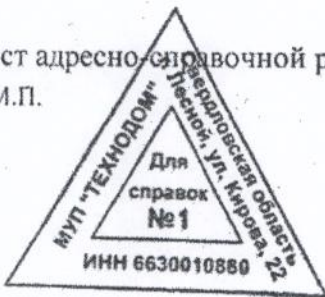 ст адресно-справочной р
М.П.
МУП "ТЕХНОДОМ"
Свердловская область
г. Лесной, ул. Кирова, 22
Для
справок
№1
ИНН 6630010880